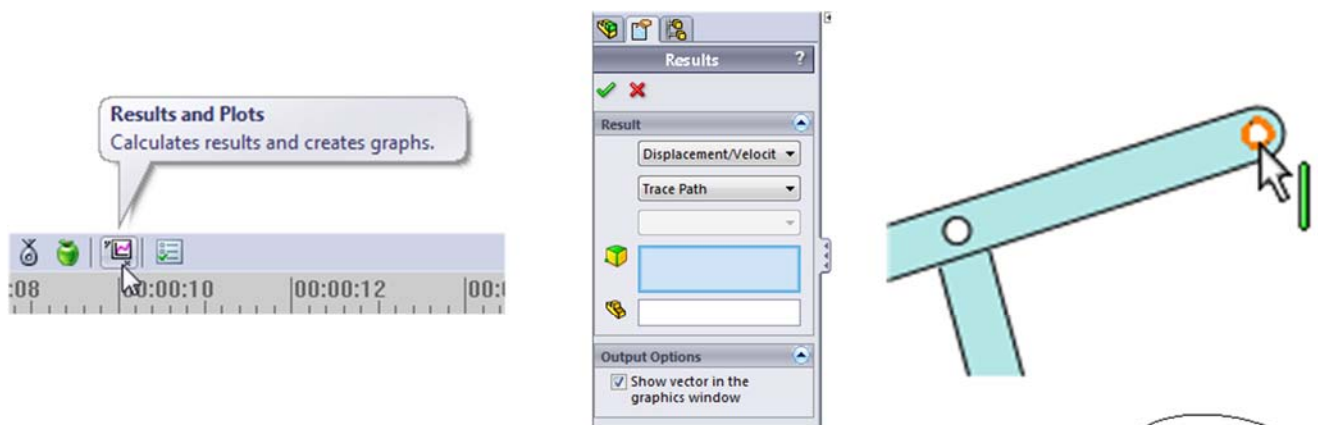 Results and Plots
Calculates results and creates graphs.
:08 00:00:10 00:00:12
Results ?
Result
Displacement/Velocit
Trace Path
Output Options
Show vector in the
graphics window